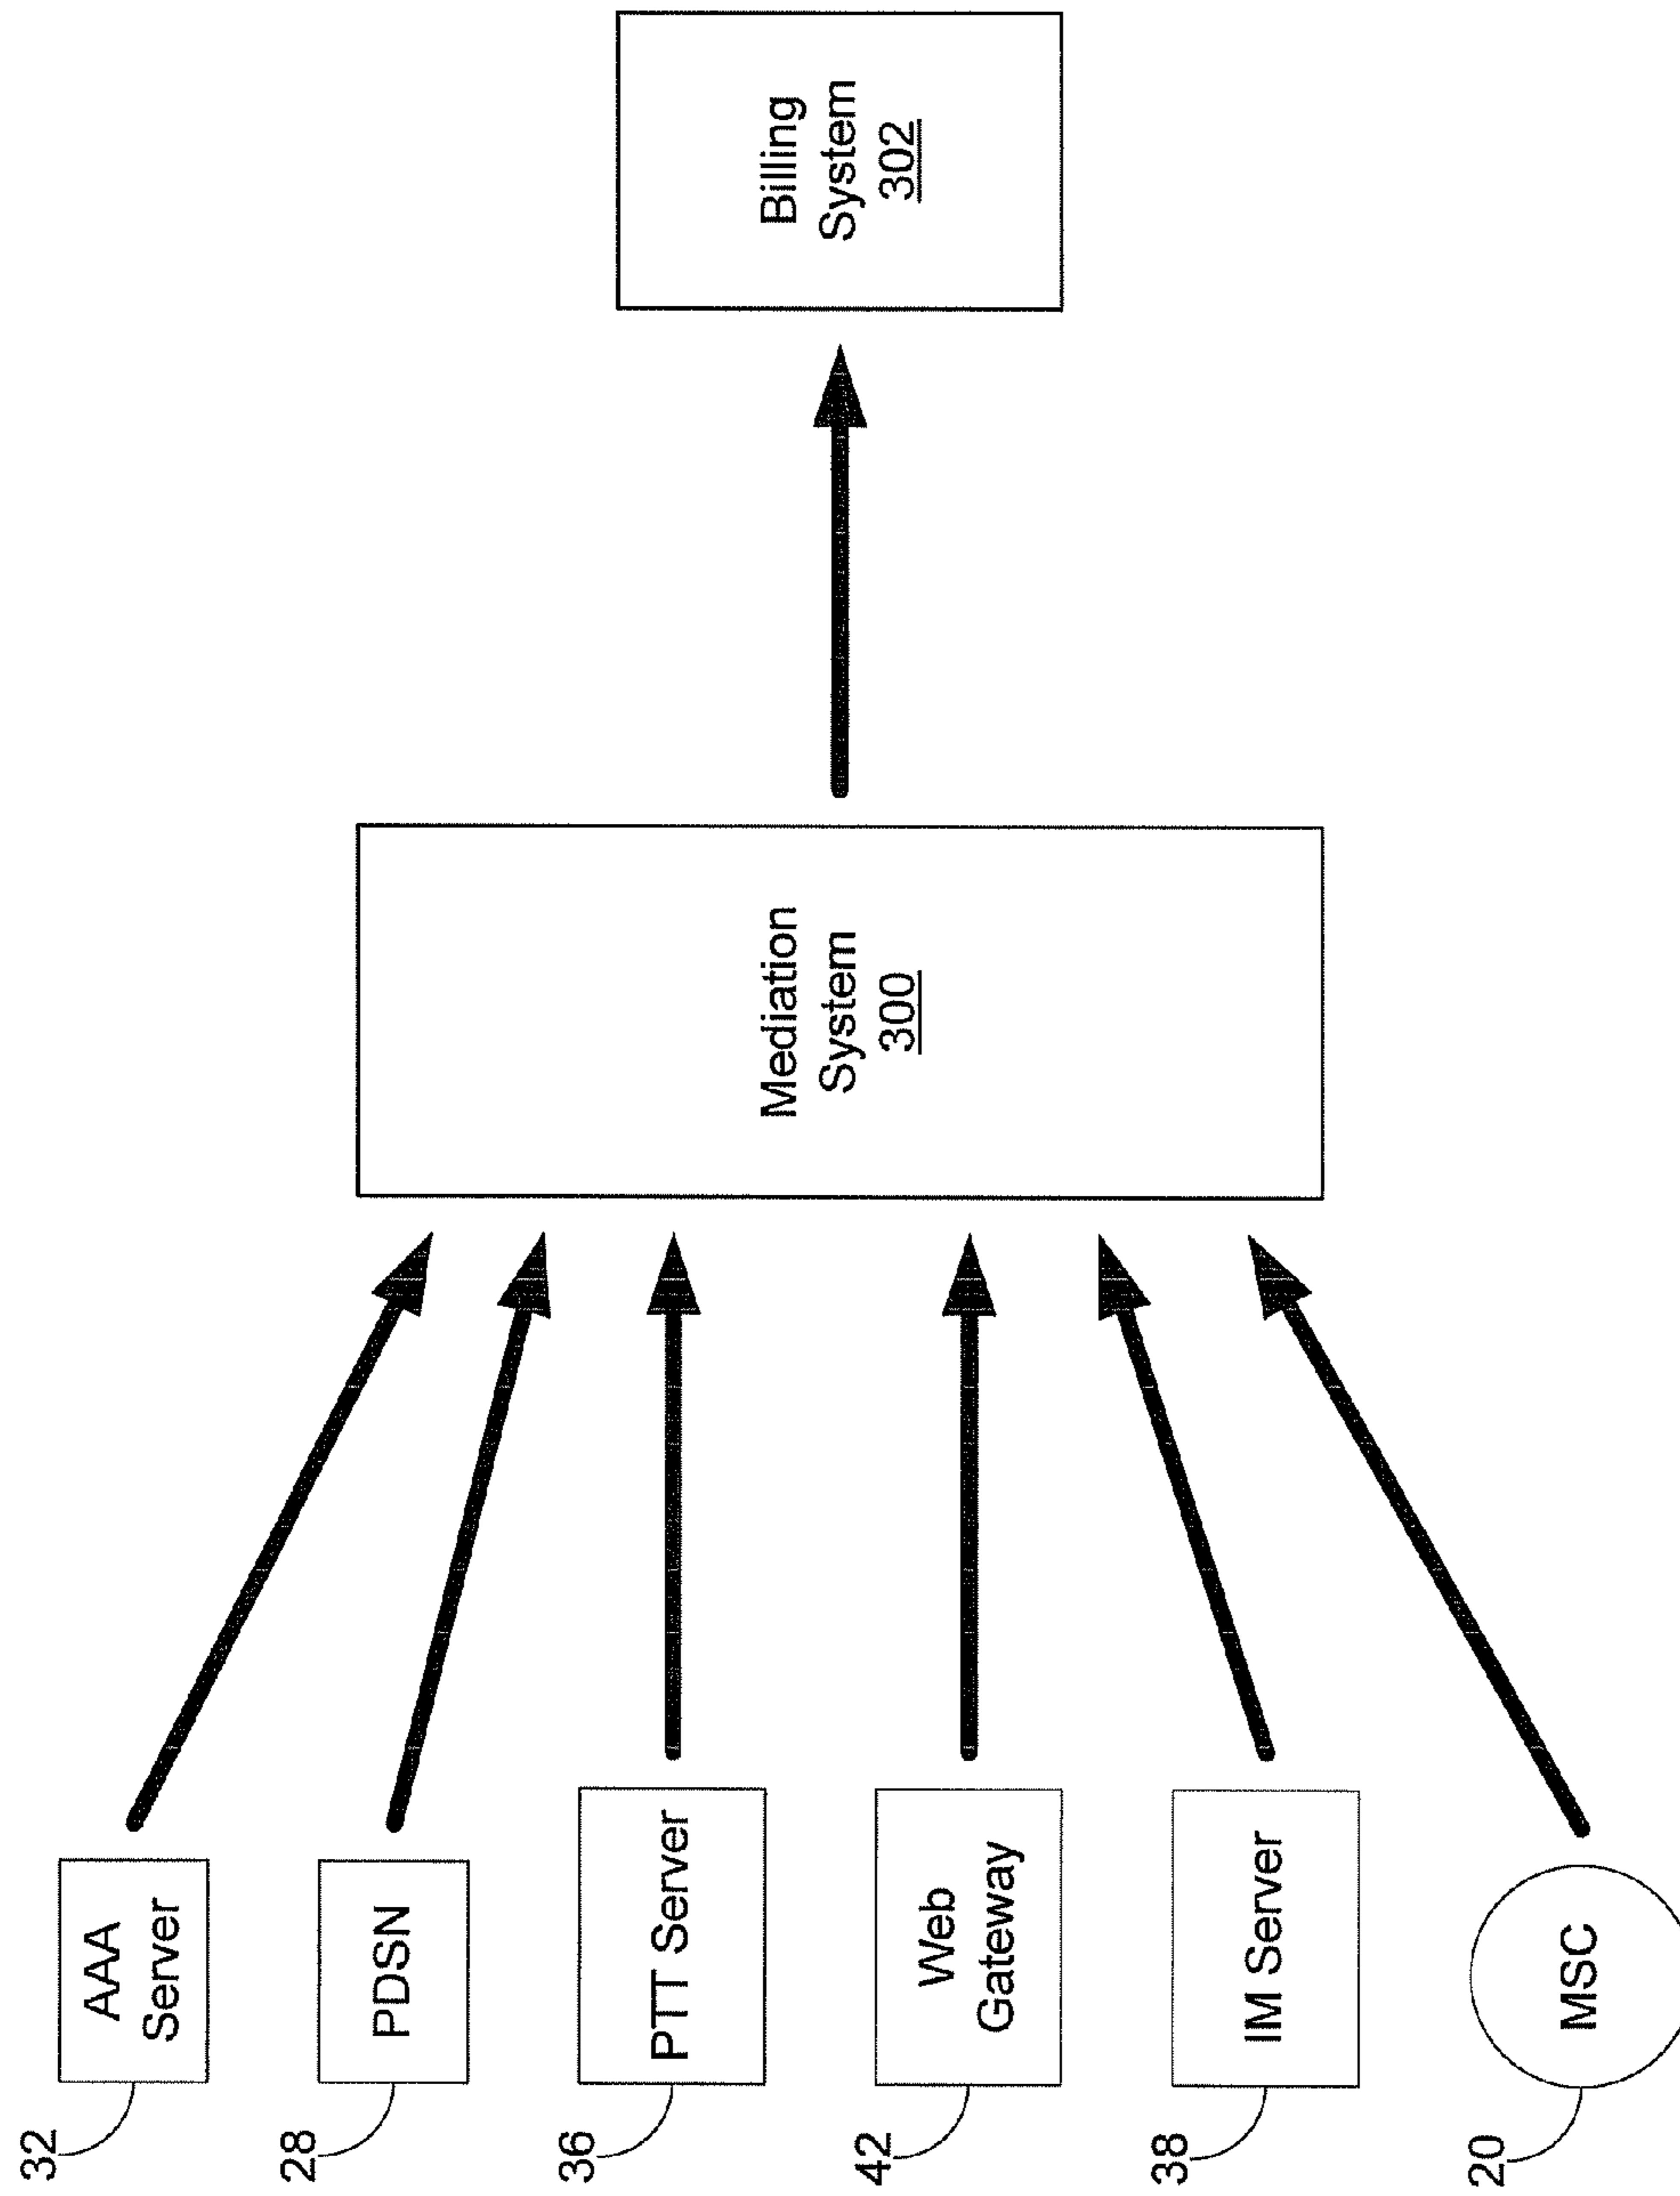 32
AAA
Server
28
PDSN
36
PTT Server
42
Web
Gateway
38
IM Server
20
MSC
Mediation
System
300
Billing
System
302